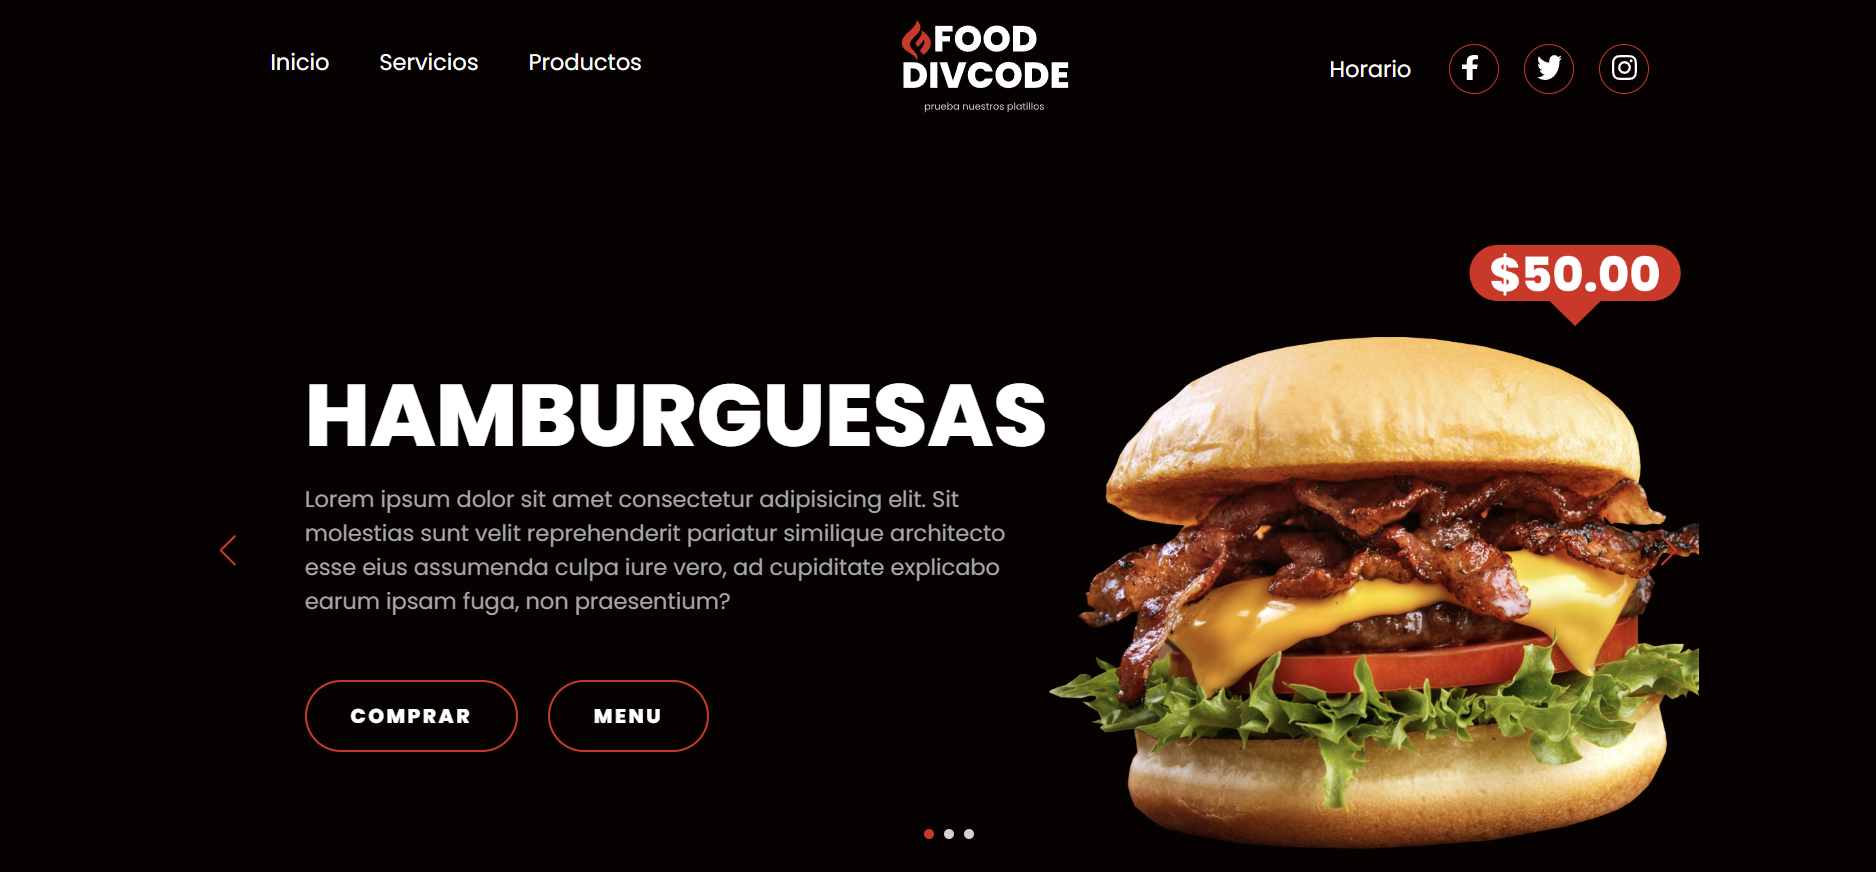 Inicio Servicios Productos
FOOD
DIVCODE
prueba nuestros platillos
Horario
$50.00
HAMBURGUESAS
Lorem ipsum dolor sit amet consectetur adipisicing elit. Sit
molestias sunt velit reprehenderit pariatur similique architecto
esse eius assumenda culpa iure vero, ad cupiditate explicabo
earum ipsam fuga, non praesentium?
COMPRAR MENU